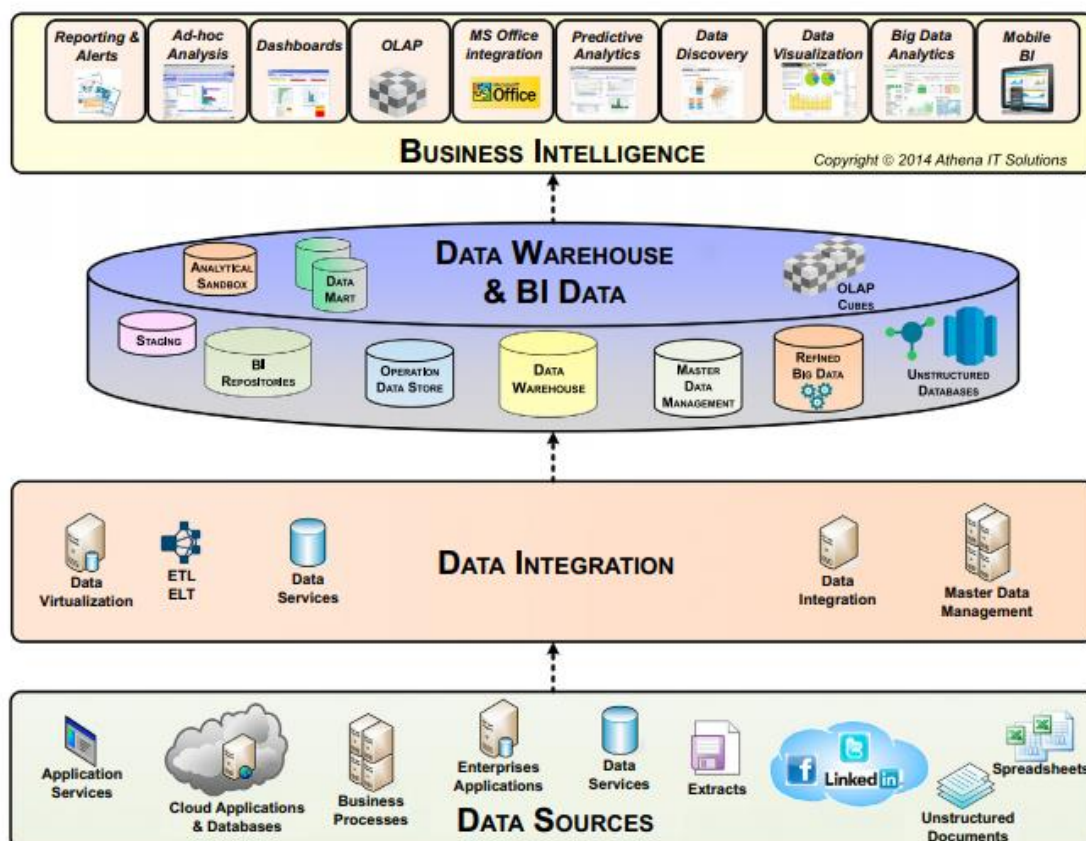 Reporting & Alerts
Ad-hoc Analysis
Dashboards
OLAP
MS Office integration
Microsoft Office
Predictive Analytics
Data Discovery
Data Visualization
Big Data Analytics
Mobile BI
BUSINESS INTELLIGENCE
Copyright © 2014 Athena IT Solutions
DATA WAREHOUSE
& BI DATA
ANALYTICAL
SANDBOX
DATA
MART
OLAP
CUBES
STAGING
BI
REPOSITORIES
OPERATION
DATA STORE
DATA
WAREHOUSE
MASTER
DATA
MANAGEMENT
REFINED
BIG DATA
UNSTRUCTURED
DATABASES
DATA INTEGRATION
Data
Virtualization
ETL
ELT
Data
Services
Data
Integration
Master Data
Management
Application
Services
Cloud Applications
& Databases
Business
Processes
Enterprises
Applications
Data
Services
Extracts
f
Linked in
Unstructured
Documents
Spreadsheets
DATA SOURCES